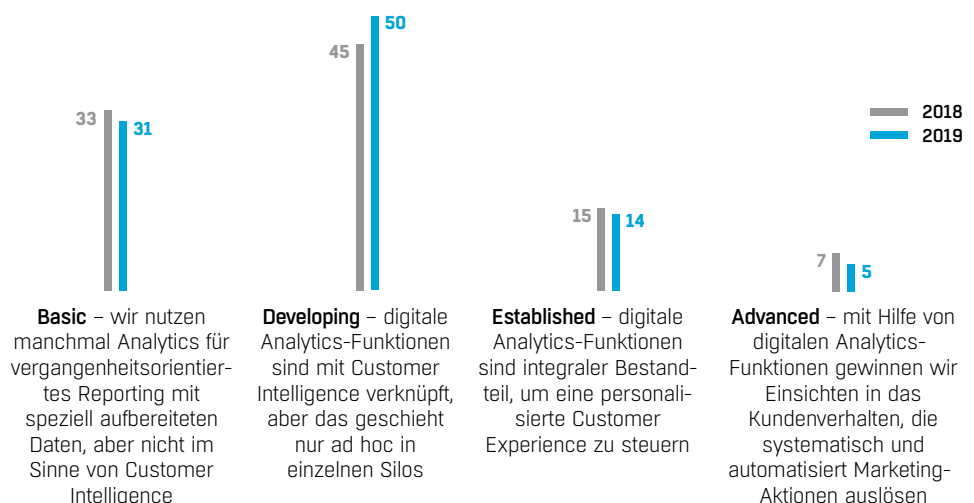 33
31
45
50
15
14
7
5
2018
2019
Basic – wir nutzen
manchmal Analytics für
vergangenheitsorientier-
tes Reporting mit
speziell aufbereiteten
Daten, aber nicht im
Sinne von Customer
Intelligence
Developing – digitale
Analytics-Funktionen
sind mit Customer
Intelligence verknüpft,
aber das geschieht
nur ad hoc in
einzelnen Silos
Established – digitale
Analytics-Funktionen
sind integraler Bestand-
teil, um eine personali-
sierte Customer
Experience zu steuern
Advanced – mit Hilfe von
digitalen Analytics-
Funktionen gewinnen wir
Einsichten in das
Kundenverhalten, die
systematisch und
automatisiert Marketing-
Aktionen auslösen